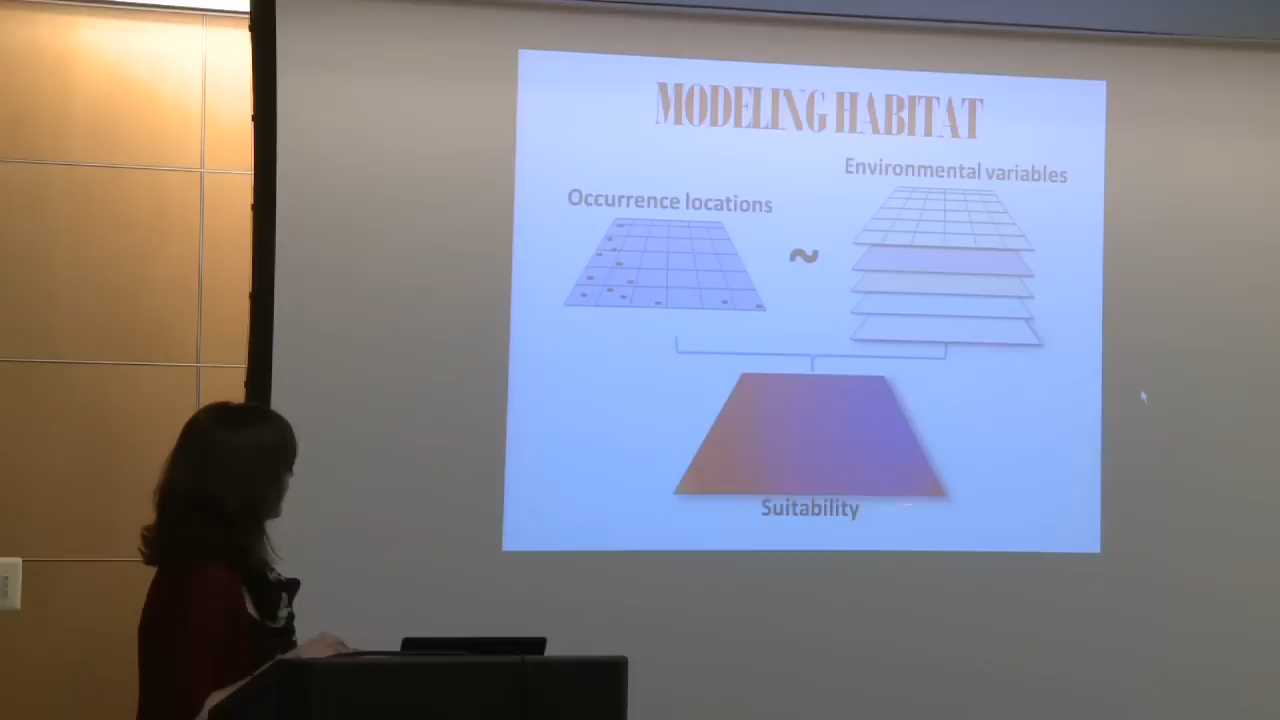 MODELING HABITAT
Environmental variables
Occurrence locations
~
Suitability